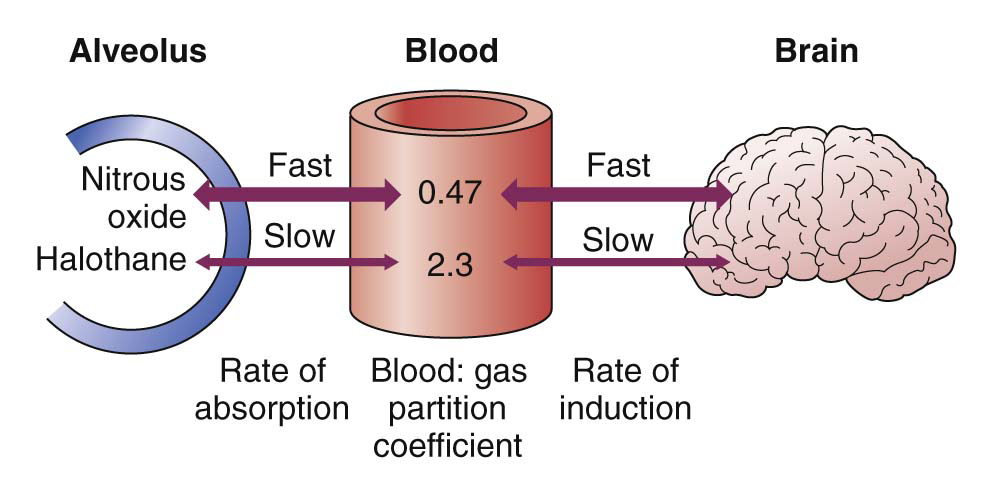 Alveolus
Blood
Brain
Nitrous
oxide
Halothane
Fast
Slow
0.47
2.3
Fast
Slow
Rate of
absorption
Blood: gas
partition
coefficient
Rate of
induction